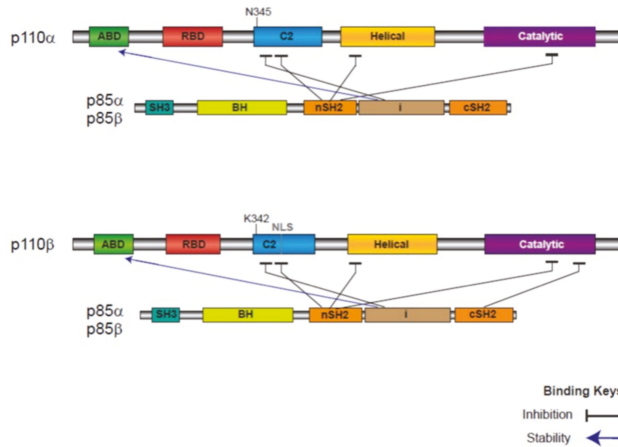 N345
p110α ABD RBD C2 Helical Catalytic
p85α
p85β
SH3 BH nSH2 i cSH2
K342
NLS
p110β ABD RBD C2 Helical Catalytic
p85α
p85β
SH3 BH nSH2 i cSH2
Binding Keys
Inhibition
Stability